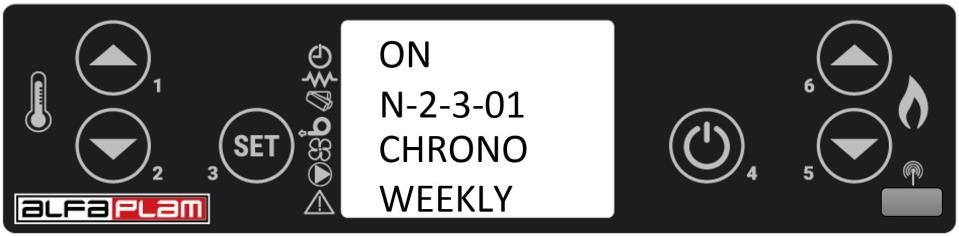 ON
N-2-3-01
CHRONO
WEEKLY
1
2
SET
3
4
5
6
ALFAPLAM